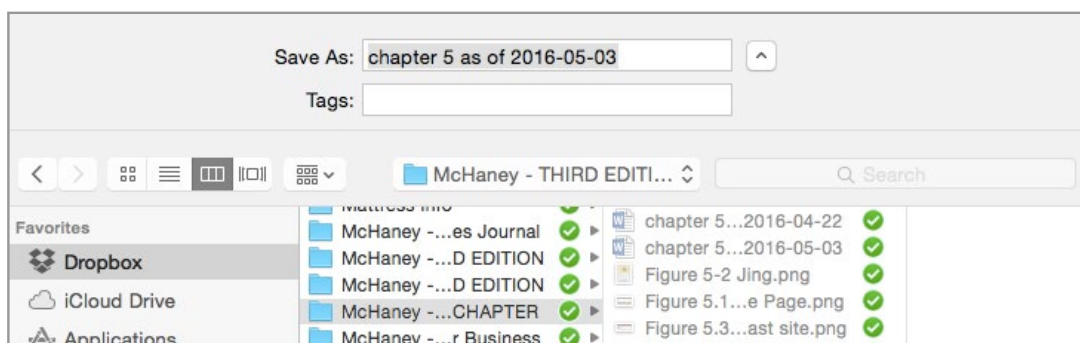 Save As: chapter 5 as of 2016-05-03
Tags:
McHaney - THIRD EDITI...
Search
Favorites
Dropbox
iCloud Drive
Applications
Mattress Info
McHaney -...es Journal
McHaney -...D EDITION
McHaney -...D EDITION
McHaney -...CHAPTER
McHaney -...r Business
chapter 5...2016-04-22
chapter 5...2016-05-03
Figure 5-2 Jing.png
Figure 5.1...e Page.png
Figure 5.3...ast site.png